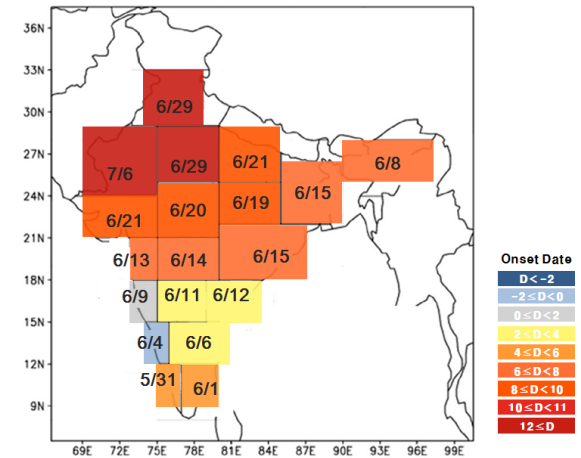 36N
33N
30N
27N
24N
21N
18N
15N
12N
9N
69E 72E 75E 78E 81E 84E 87E 90E 93E 96E 99E
6/29
7/6 6/29 6/21 6/8
6/21 6/20 6/19 6/15
6/13 6/14 6/15
6/9 6/11 6/12
6/4 6/6
5/31 6/1
Onset Date
D<-2
-2≤D<0
0≤D<2
2≤D<4
4≤D<6
6≤D<8
8≤D<10
10≤D<11
12≤D